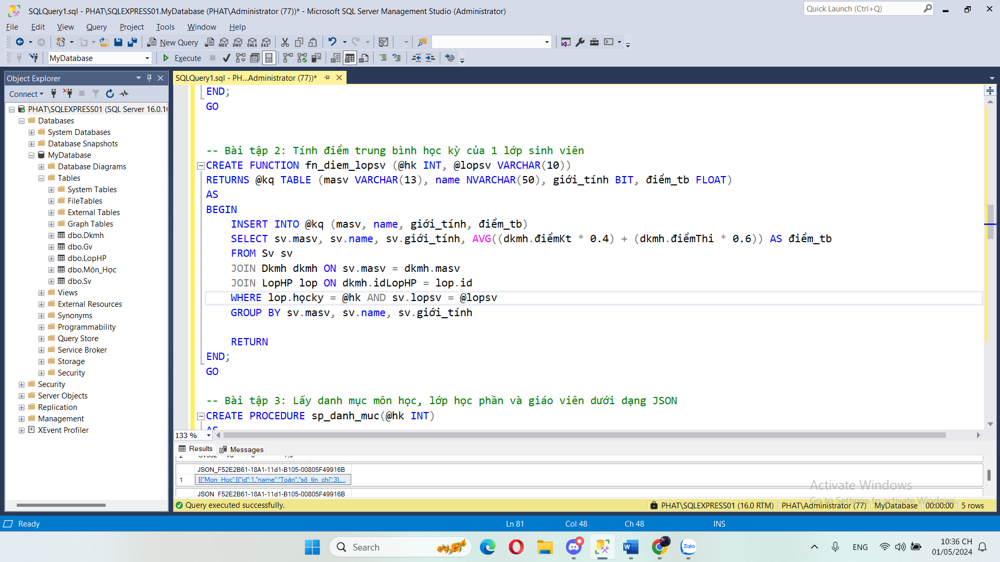 SQLQuery1.sql - PHAT\SQLEXPRESS01.MyDatabase (PHAT\Administrator (77))* - Microsoft SQL Server Management Studio (Administrator)
Quick Launch (Ctrl+Q)
File Edit View Query Project Tools Window Help
New Query
MDX DMX XMLA DAX
MyDatabase
Execute
Object Explorer
SQLQuery1.sql - PH...Administrator (77))*
Connect
PHAT\SQLEXPRESS01 (SQL Server 16.0.10
Databases
System Databases
Database Snapshots
MyDatabase
Database Diagrams
Tables
System Tables
FileTables
External Tables
Graph Tables
dbo.Dkmh
dbo.Gv
dbo.LopHP
dbo.Môn_Học
dbo.Sv
Views
External Resources
Synonyms
Programmability
Query Store
Service Broker
Storage
Security
Security
Server Objects
Replication
Management
XEvent Profiler
END;
GO
-- Bài tập 2: Tính điểm trung bình học kỳ của 1 lớp sinh viên
CREATE FUNCTION fn_diem_lopsv (@hk INT, @lopsv VARCHAR(10))
RETURNS @kq TABLE (masv VARCHAR(13), name NVARCHAR(50), giới_tính BIT, điểm_tb FLOAT)
AS
BEGIN
INSERT INTO @kq (masv, name, giới_tính, điểm_tb)
SELECT sv.masv, sv.name, sv.giới_tính, AVG((dkmh.điểmKt * 0.4) + (dkmh.điểmThi * 0.6)) AS điểm_tb
FROM Sv sv
JOIN Dkmh dkmh ON sv.masv = dkmh.masv
JOIN LopHP lop ON dkmh.idLopHP = lop.id
WHERE lop.họcky = @hk AND sv.lopsv = @lopsv
GROUP BY sv.masv, sv.name, sv.giới_tính
RETURN
END;
GO
-- Bài tập 3: Lấy danh mục môn học, lớp học phần và giáo viên dưới dạng JSON
CREATE PROCEDURE sp_danh_muc(@hk INT)
AS
133 %
Results Messages
JSON_F52E2B61-18A1-11d1-B105-00805F49916B
1 [{"Mon_Hoc":[{"id":1,"name":"Toán","số_tín_chỉ":3},...
JSON_F52E2B61-18A1-11d1-B105-00805F49916B
Activate Windows
Go to Settings to activate Windows.
Query executed successfully.
PHAT\SQLEXPRESS01 (16.0 RTM) PHAT\Administrator (77) MyDatabase 00:00:00 5 rows
Ready
Ln 81 Col 48 Ch 48 INS
Search
Zalo
ENG
10:36 CH
01/05/2024